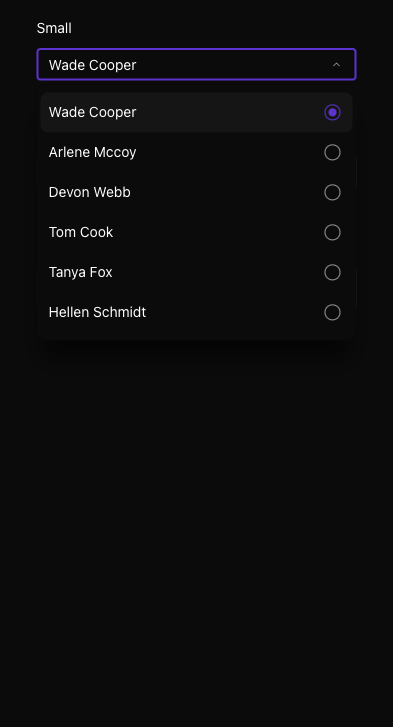 Small
Wade Cooper
Wade Cooper
Arlene Mccoy
Devon Webb
Tom Cook
Tanya Fox
Hellen Schmidt